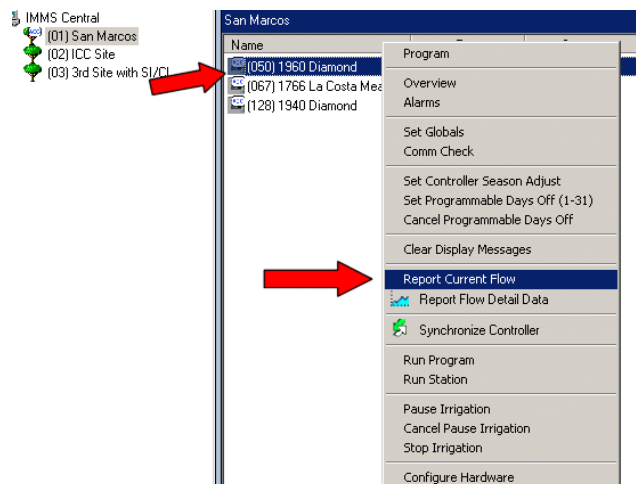 IMMS Central
(01) San Marcos
(02) ICC Site
(03) 3rd Site with SI/CI
San Marcos
Name
(050) 1960 Diamond
(067) 1766 La Costa Mea
(128) 1940 Diamond
Program
Overview
Alarms
Set Globals
Comm Check
Set Controller Season Adjust
Set Programmable Days Off (1-31)
Cancel Programmable Days Off
Clear Display Messages
Report Current Flow
Report Flow Detail Data
Synchronize Controller
Run Program
Run Station
Pause Irrigation
Cancel Pause Irrigation
Stop Irrigation
Configure Hardware